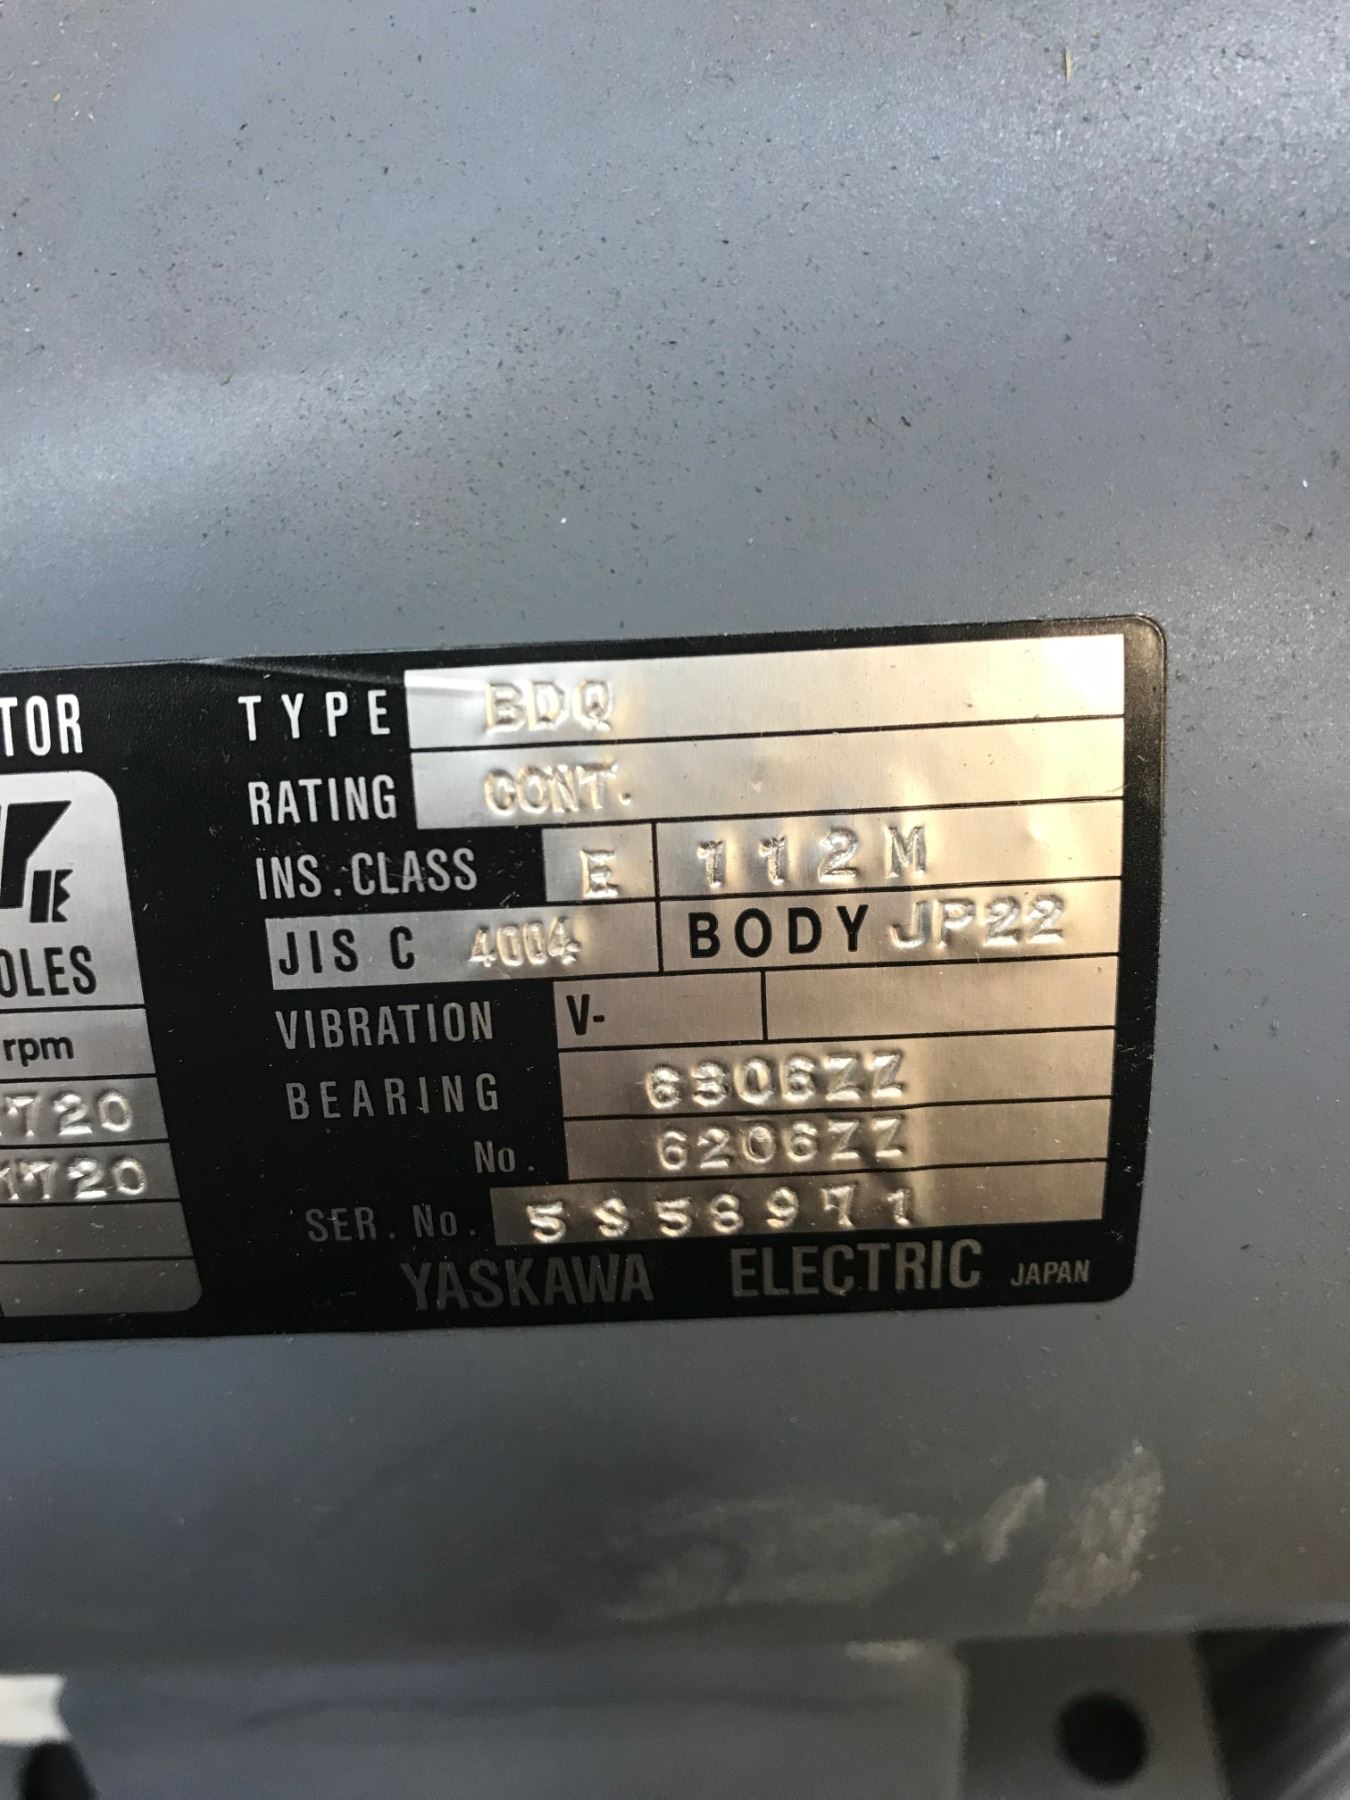 TOR
TYPE BDQ
RATING CONT.
INS. CLASS E 112M
JIS C 4004 BODY JP22
OLES
VIBRATION V-
rpm
BEARING 6306ZZ
1720
No. 6206ZZ
1720
SER. No. 5S58971
YASKAWA ELECTRIC JAPAN